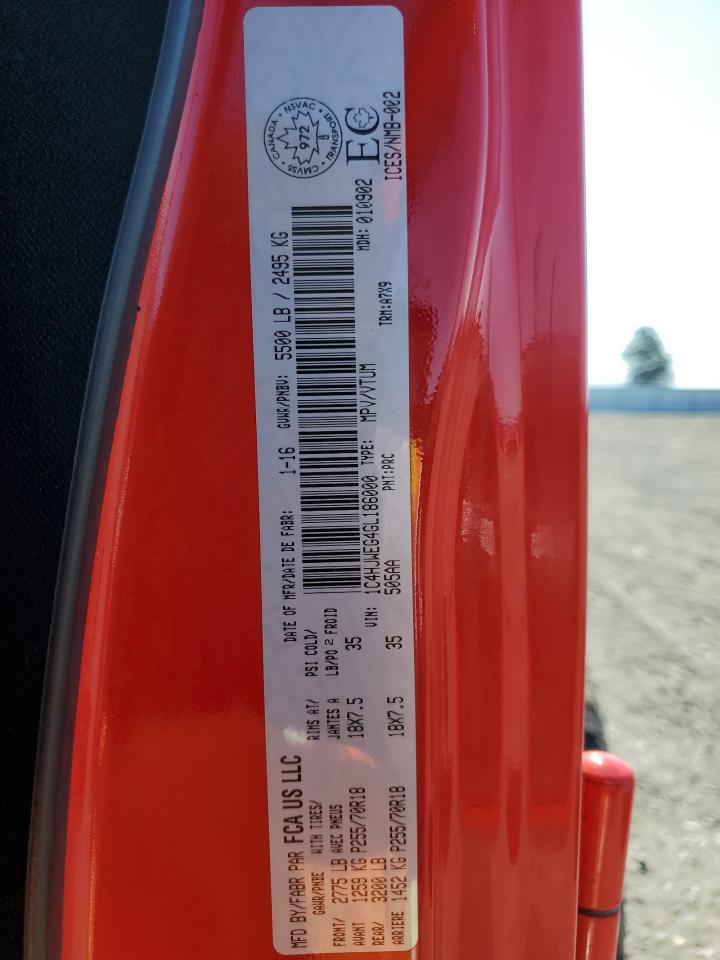 MFD BY/FABR PAR FCA US LLC
DATE OF MFR/DATE DE FABR: 1-16
GVWR/PNBV: 5500 LB / 2495 KG
GAWR/PNBE WITH TIRES/ RIMS AT/ PSI COLD/
AVEC PNEUS JANTES A LB/PO 2 FROID
FRONT/ 2775 LB
AVANT 1259 KG P255/70R18 18X7.5 35
REAR/ 3200 LB
ARRIERE 1452 KG P255/70R18 18X7.5 35
VIN: 1C4HJWEG4GL186000 TYPE: MPV/VTUM
MDH: 010902
505AA PNT:PRC TRM:A7X9
CANADA NSVAC TRANSPORT CMVSS
972
EC
ICES/NMB-002